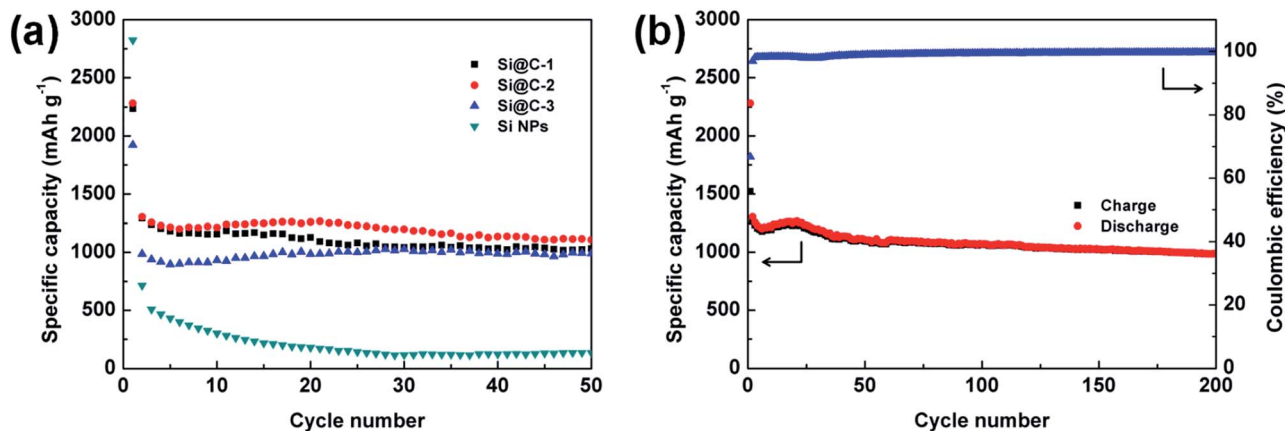 (a)
Specific capacity (mAh g-1)
3000
2500
2000
1500
1000
500
0
Si@C-1
Si@C-2
Si@C-3
Si NPs
0 10 20 30 40 50
Cycle number
(b)
Specific capacity (mAh g-1)
3000
2500
2000
1500
1000
500
0
Charge
Discharge
100
80
60
40
20
0
Coulombic efficiency (%)
0 50 100 150 200
Cycle number